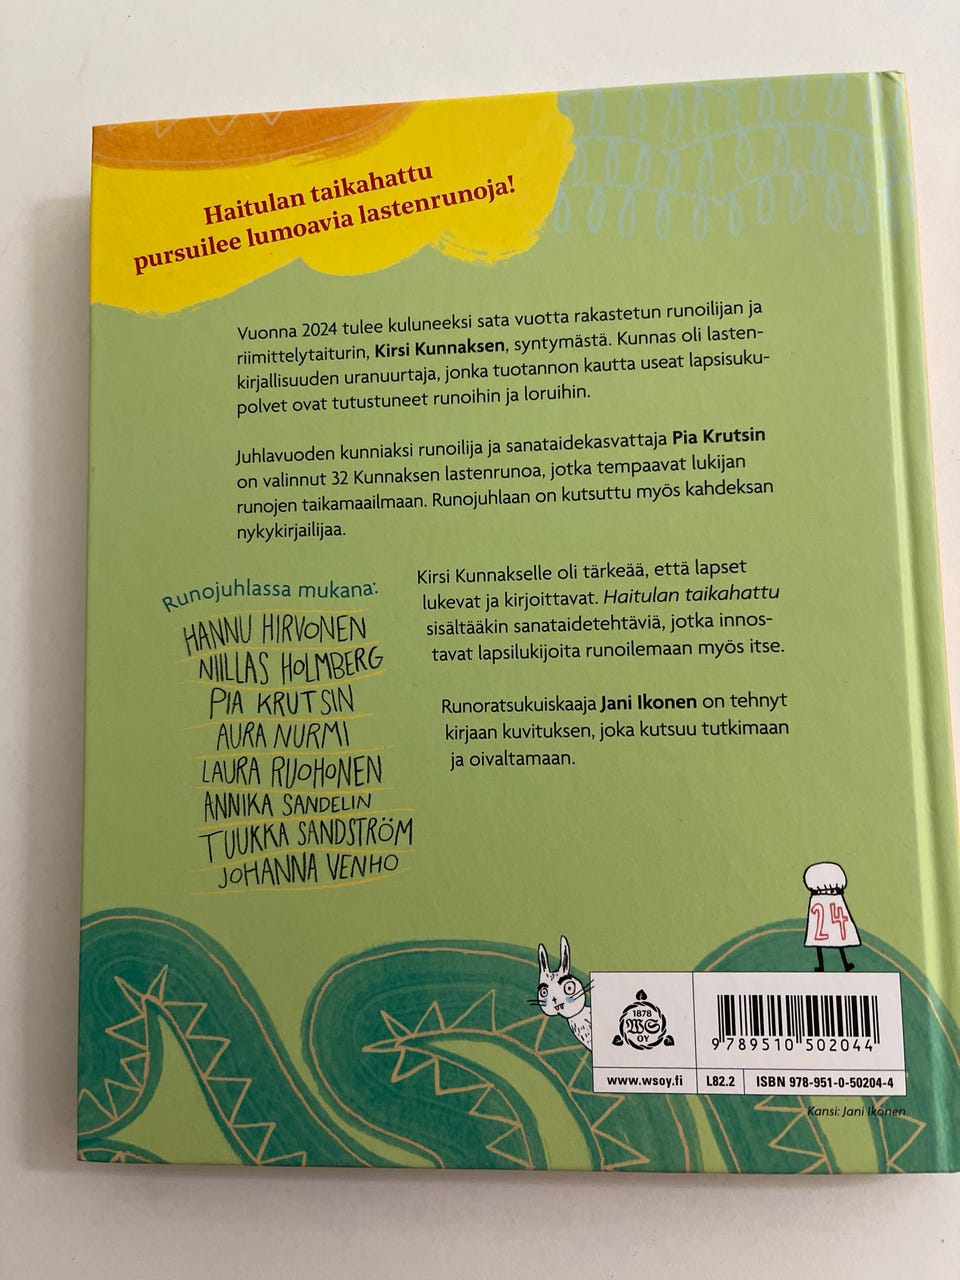 Haitulan taikahattu
pursuilee lumoavia lastenrunoja!
Vuonna 2024 tulee kuluneeksi sata vuotta rakastetun runoilijan ja
riimittelytaiturin, Kirsi Kunnaksen, syntymästä. Kunnas oli lasten-
kirjallisuuden uranuurtaja, jonka tuotannon kautta useat lapsisuku-
polvet ovat tutustuneet runoihin ja loruihin.
Juhlavuoden kunniaksi runoilija ja sanataidekasvattaja Pia Krutsin
on valinnut 32 Kunnaksen lastenrunoa, jotka tempaavat lukijan
runojen taikamaailmaan. Runojuhlaan on kutsuttu myös kahdeksan
nykykirjailijaa.
Runojuhlassa mukana:
HANNU HIRVONEN
NIILLAS HOLMBERG
PIA KRUTSIN
AURA NURMI
LAURA RUOHONEN
ANNIKA SANDELIN
TUUKKA SANDSTRÖM
JOHANNA VENHO
Kirsi Kunnakselle oli tärkeää, että lapset
lukevat ja kirjoittavat. Haitulan taikahattu
sisältääkin sanataidetehtäviä, jotka innos-
tavat lapsilukijoita runoilemaan myös itse.
Runoratsukuiskaaja Jani Ikonen on tehnyt
kirjaan kuvituksen, joka kutsuu tutkimaan
ja oivaltamaan.
24
1878
WS
OY
9 789510 502044
www.wsoy.fi
L82.2
ISBN 978-951-0-50204-4
Kansi: Jani Ikonen